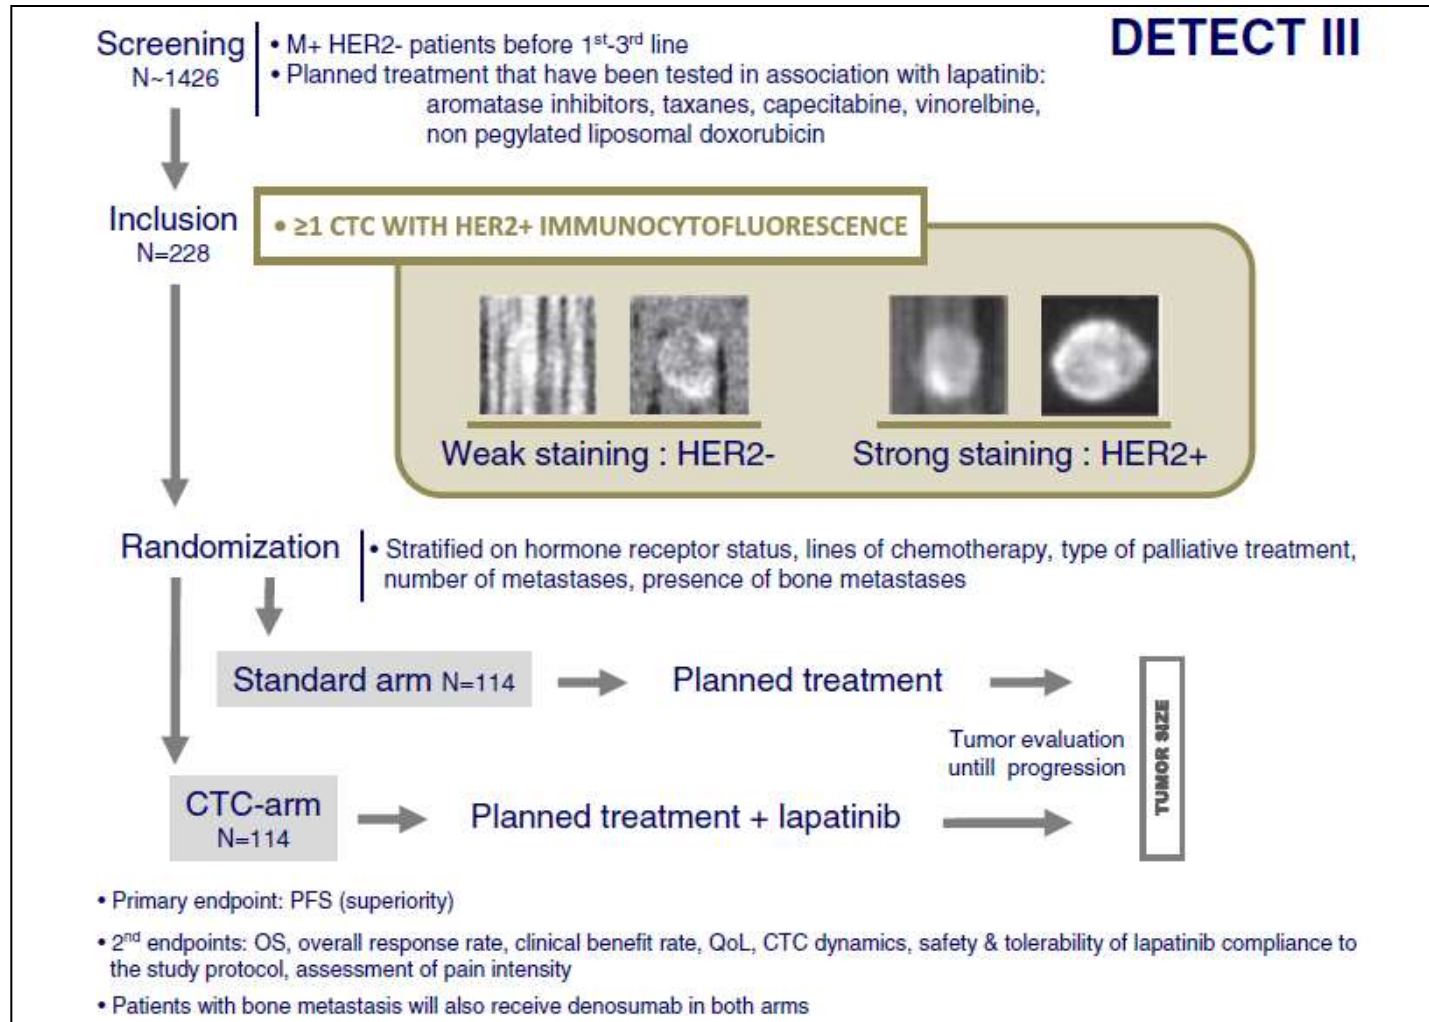 DETECT III
Screening
N~1426
• M+ HER2- patients before 1st-3rd line
• Planned treatment that have been tested in association with lapatinib:
aromatase inhibitors, taxanes, capecitabine, vinorelbine,
non pegylated liposomal doxorubicin
Inclusion
N=228
• ≥1 CTC WITH HER2+ IMMUNOCYTOFLUORESCENCE
Weak staining : HER2-
Strong staining : HER2+
Randomization
• Stratified on hormone receptor status, lines of chemotherapy, type of palliative treatment,
number of metastases, presence of bone metastases
Standard arm N=114
Planned treatment
Tumor evaluation
untill progression
TUMOR SIZE
CTC-arm
N=114
Planned treatment + lapatinib
• Primary endpoint: PFS (superiority)
• 2nd endpoints: OS, overall response rate, clinical benefit rate, QoL, CTC dynamics, safety & tolerability of lapatinib compliance to
the study protocol, assessment of pain intensity
• Patients with bone metastasis will also receive denosumab in both arms